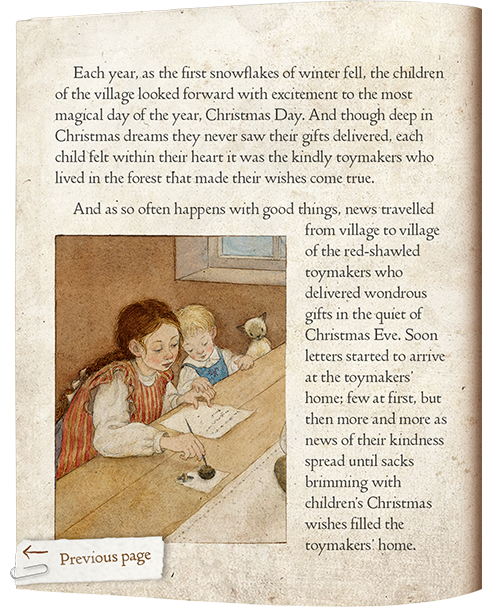 Each year, as the first snowflakes of winter fell, the children
of the village looked forward with excitement to the most
magical day of the year, Christmas Day. And though deep in
Christmas dreams they never saw their gifts delivered, each
child felt within their heart it was the kindly toymakers who
lived in the forest that made their wishes come true.
And as so often happens with good things, news travelled
from village to village
of the red-shawled
toymakers who
delivered wondrous
gifts in the quiet of
Christmas Eve. Soon
letters started to arrive
at the toymakers'
home; few at first, but
then more and more as
news of their kindness
spread until sacks
brimming with
children's Christmas
wishes filled the
toymakers' home.
Previous page